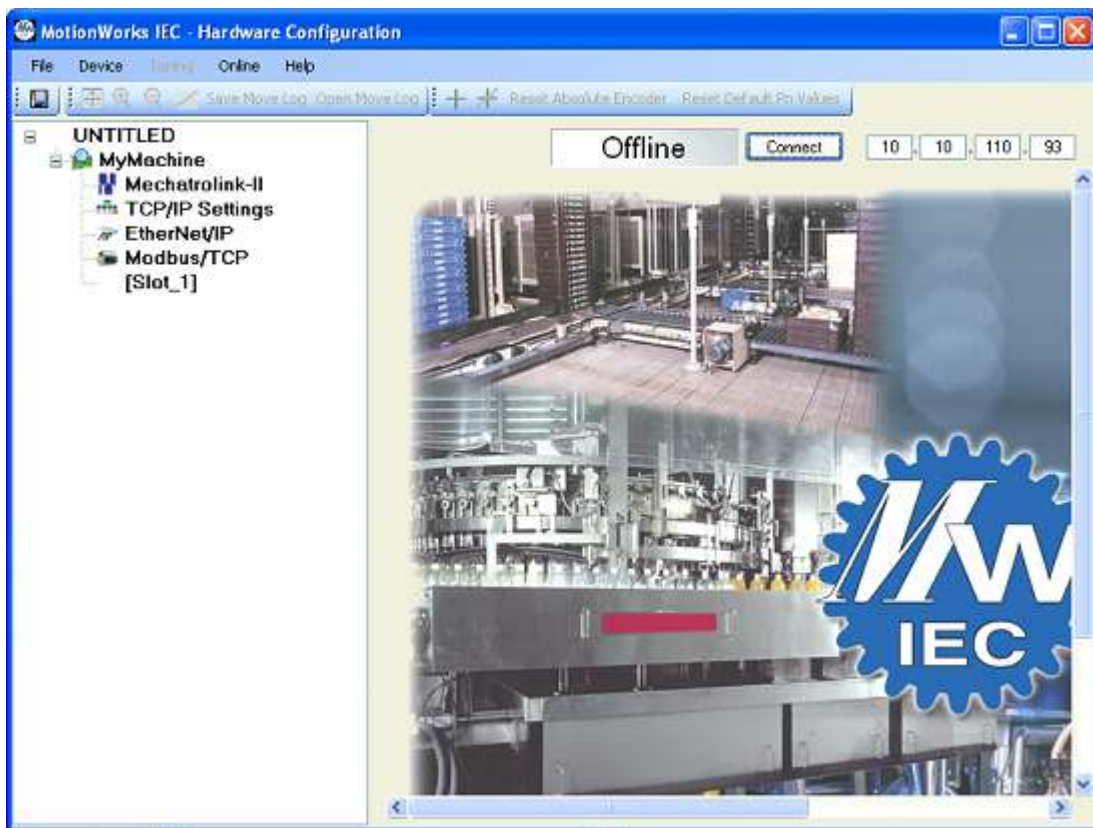 MotionWorks IEC - Hardware Configuration
File Device Tuning Online Help
Save Move Log Open Move Log Reset Absolute Encoder Reset Default Pn Values
UNTITLED
MyMachine
Mechatrolink-II
TCP/IP Settings
EtherNet/IP
Modbus/TCP
[Slot_1]
Offline Connect 10 . 10 . 110 . 93
MW
IEC